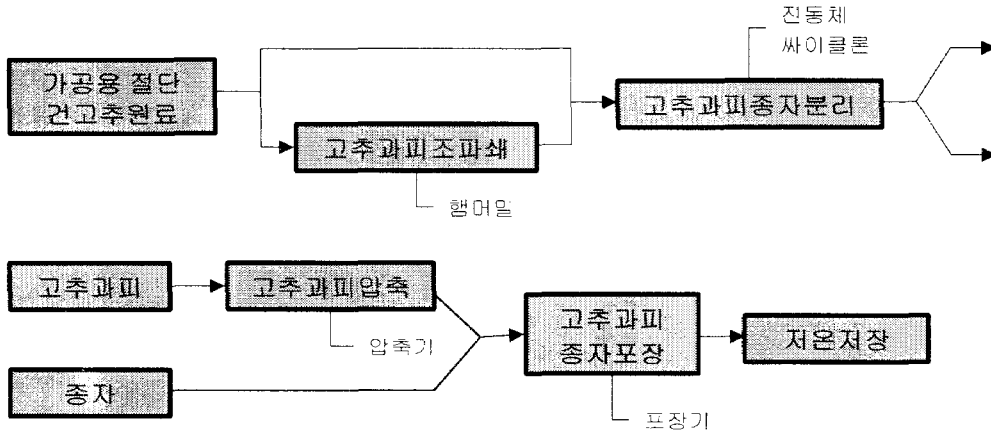 진동체
싸이클론
가공용 절단
건고추원료
고추과피종자분리
고추과피조파쇄
행머밀
고추과피
고추과피압축
압축기
종자
고추과피
종자포장
포장기
저온저장